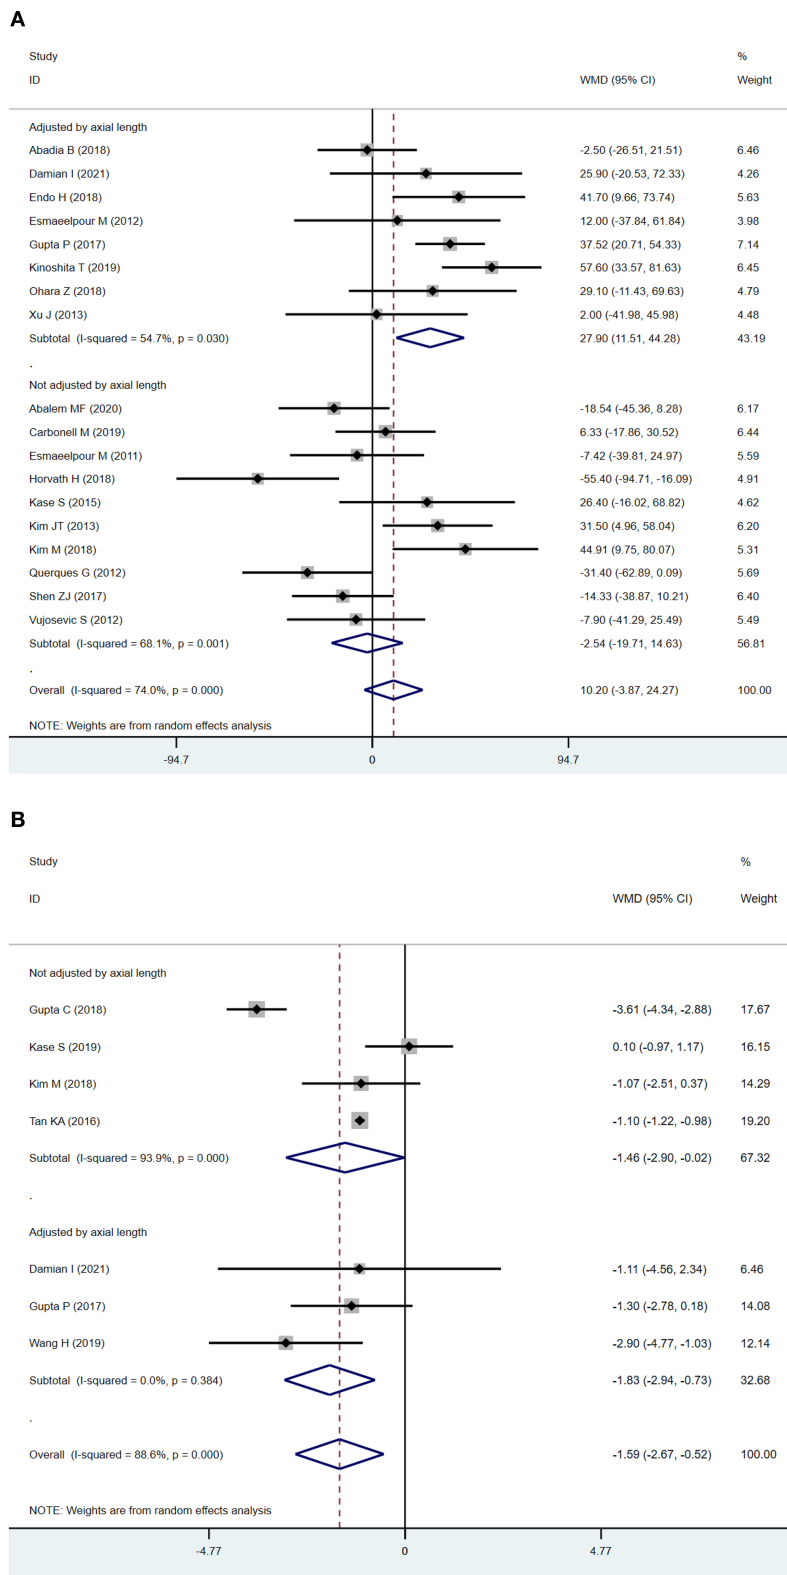 A
Study %
ID WMD (95% CI) Weight
Adjusted by axial length
Abadia B (2018) -2.50 (-26.51, 21.51) 6.46
Damian I (2021) 25.90 (-20.53, 72.33) 4.26
Endo H (2018) 41.70 (9.66, 73.74) 5.63
Esmaeelpour M (2012) 12.00 (-37.84, 61.84) 3.98
Gupta P (2017) 37.52 (20.71, 54.33) 7.14
Kinoshita T (2019) 57.60 (33.57, 81.63) 6.45
Ohara Z (2018) 29.10 (-11.43, 69.63) 4.79
Xu J (2013) 2.00 (-41.98, 45.98) 4.48
Subtotal (I-squared = 54.7%, p = 0.030) 27.90 (11.51, 44.28) 43.19
.
Not adjusted by axial length
Abalem MF (2020) -18.54 (-45.36, 8.28) 6.17
Carbonell M (2019) 6.33 (-17.86, 30.52) 6.44
Esmaeelpour M (2011) -7.42 (-39.81, 24.97) 5.59
Horvath H (2018) -55.40 (-94.71, -16.09) 4.91
Kase S (2015) 26.40 (-16.02, 68.82) 4.62
Kim JT (2013) 31.50 (4.96, 58.04) 6.20
Kim M (2018) 44.91 (9.75, 80.07) 5.31
Querques G (2012) -31.40 (-62.89, 0.09) 5.69
Shen ZJ (2017) -14.33 (-38.87, 10.21) 6.40
Vujosevic S (2012) -7.90 (-41.29, 25.49) 5.49
Subtotal (I-squared = 68.1%, p = 0.001) -2.54 (-19.71, 14.63) 56.81
.
Overall (I-squared = 74.0%, p = 0.000) 10.20 (-3.87, 24.27) 100.00
NOTE: Weights are from random effects analysis
-94.7 0 94.7
B
Study %
ID WMD (95% CI) Weight
Not adjusted by axial length
Gupta C (2018) -3.61 (-4.34, -2.88) 17.67
Kase S (2019) 0.10 (-0.97, 1.17) 16.15
Kim M (2018) -1.07 (-2.51, 0.37) 14.29
Tan KA (2016) -1.10 (-1.22, -0.98) 19.20
Subtotal (I-squared = 93.9%, p = 0.000) -1.46 (-2.90, -0.02) 67.32
.
Adjusted by axial length
Damian I (2021) -1.11 (-4.56, 2.34) 6.46
Gupta P (2017) -1.30 (-2.78, 0.18) 14.08
Wang H (2019) -2.90 (-4.77, -1.03) 12.14
Subtotal (I-squared = 0.0%, p = 0.384) -1.83 (-2.94, -0.73) 32.68
.
Overall (I-squared = 88.6%, p = 0.000) -1.59 (-2.67, -0.52) 100.00
NOTE: Weights are from random effects analysis
-4.77 0 4.77